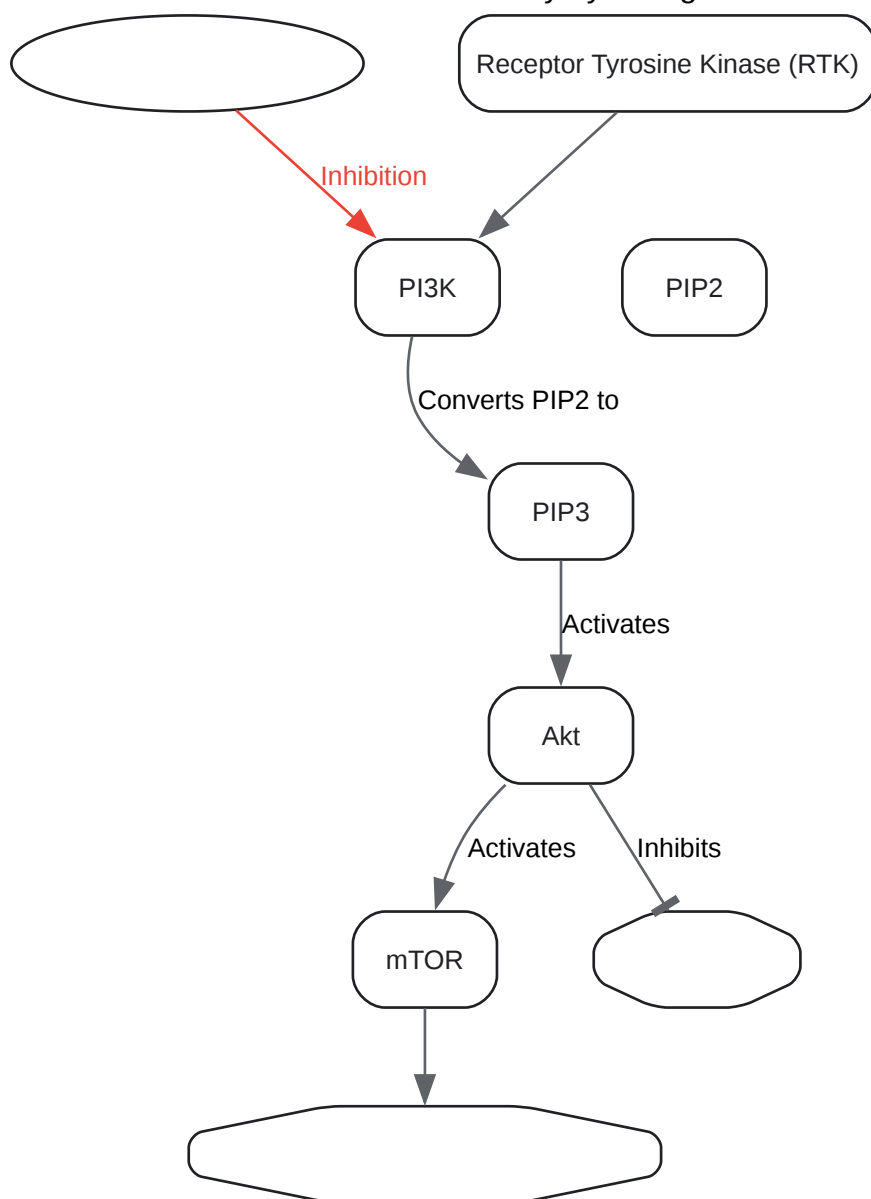 Receptor Tyrosine Kinase (RTK)
Inhibition
PI3K
PIP2
Converts PIP2 to
PIP3
Activates
Akt
Activates
Inhibits
mTOR